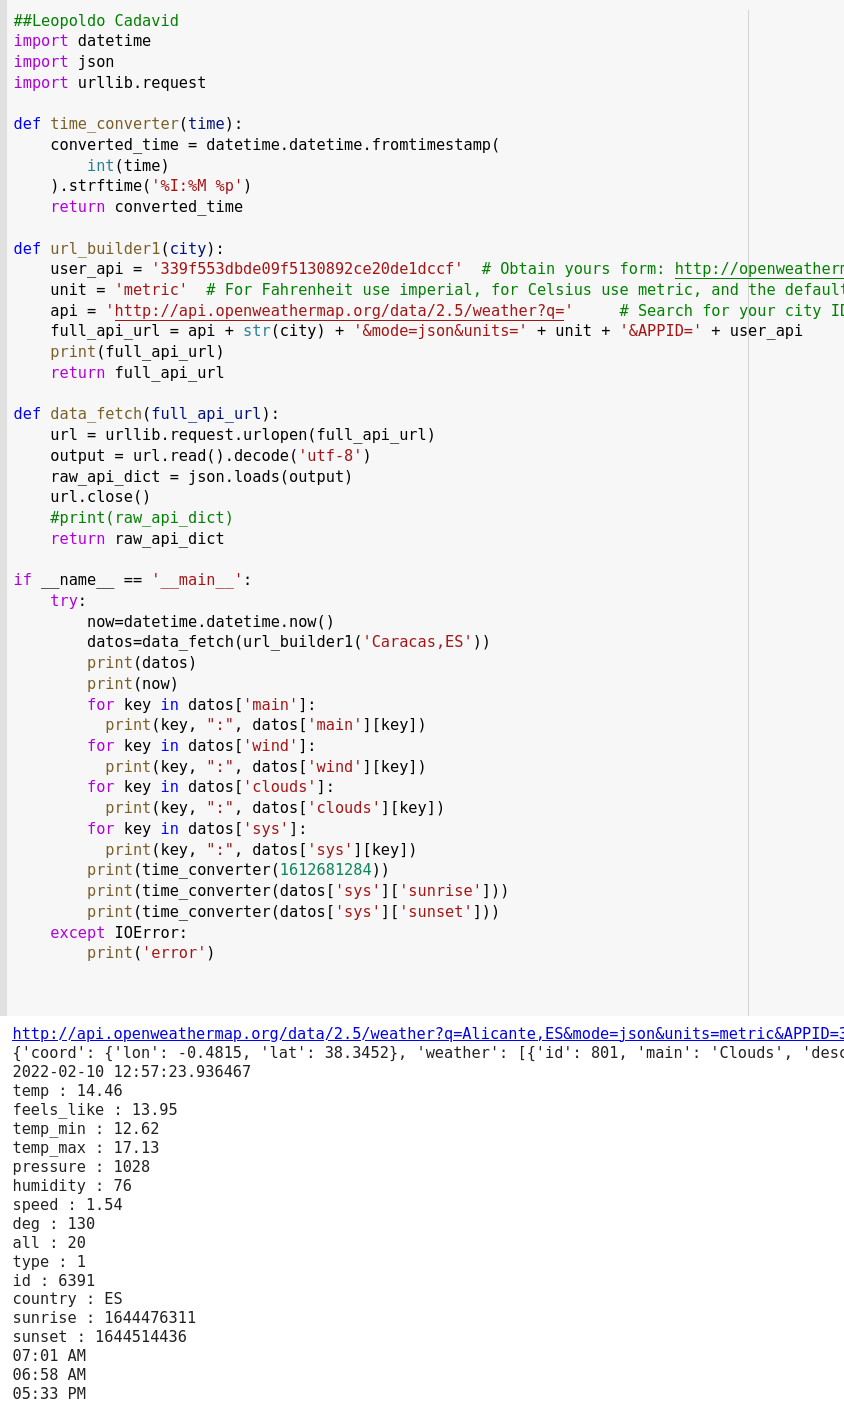 ##Leopoldo Cadavid
import datetime
import json
import urllib.request

def time_converter(time):
    converted_time = datetime.datetime.fromtimestamp(
        int(time)
    ).strftime('%I:%M %p')
    return converted_time

def url_builder1(city):
    user_api = '339f553dbde09f5130892ce20de1dccf'  # Obtain yours form: http://openweatherm
    unit = 'metric'  # For Fahrenheit use imperial, for Celsius use metric, and the default
    api = 'http://api.openweathermap.org/data/2.5/weather?q='     # Search for your city ID
    full_api_url = api + str(city) + '&mode=json&units=' + unit + '&APPID=' + user_api
    print(full_api_url)
    return full_api_url

def data_fetch(full_api_url):
    url = urllib.request.urlopen(full_api_url)
    output = url.read().decode('utf-8')
    raw_api_dict = json.loads(output)
    url.close()
    #print(raw_api_dict)
    return raw_api_dict

if __name__ == '__main__':
    try:
        now=datetime.datetime.now()
        datos=data_fetch(url_builder1('Caracas,ES'))
        print(datos)
        print(now)
        for key in datos['main']:
          print(key, ":", datos['main'][key])
        for key in datos['wind']:
          print(key, ":", datos['wind'][key])
        for key in datos['clouds']:
          print(key, ":", datos['clouds'][key])
        for key in datos['sys']:
          print(key, ":", datos['sys'][key])
        print(time_converter(1612681284))
        print(time_converter(datos['sys']['sunrise']))
        print(time_converter(datos['sys']['sunset']))
    except IOError:
        print('error')

http://api.openweathermap.org/data/2.5/weather?q=Alicante,ES&mode=json&units=metric&APPID=3
{'coord': {'lon': -0.4815, 'lat': 38.3452}, 'weather': [{'id': 801, 'main': 'Clouds', 'desc
2022-02-10 12:57:23.936467
temp : 14.46
feels_like : 13.95
temp_min : 12.62
temp_max : 17.13
pressure : 1028
humidity : 76
speed : 1.54
deg : 130
all : 20
type : 1
id : 6391
country : ES
sunrise : 1644476311
sunset : 1644514436
07:01 AM
06:58 AM
05:33 PM